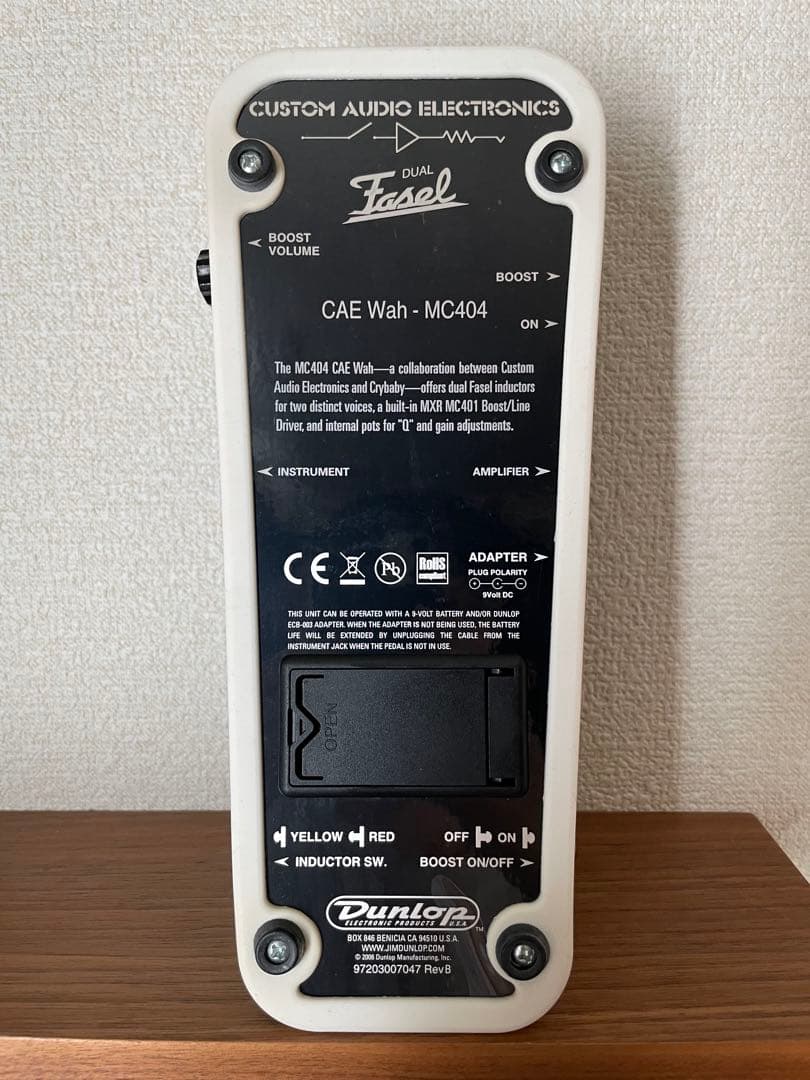 CUSTOM AUDIO ELECTRONICS
DUAL
Fasel
BOOST
VOLUME
BOOST
CAE Wah - MC404
ON
The MC404 CAE Wah—a collaboration between Custom
Audio Electronics and Crybaby—offers dual Fasel inductors
for two distinct voices, a built-in MXR MC401 Boost/Line
Driver, and internal pots for "Q" and gain adjustments.
INSTRUMENT
AMPLIFIER
CE
Pb
RoHS
compliant
ADAPTER
PLUG POLARITY
9Volt DC
THIS UNIT CAN BE OPERATED WITH A 9-VOLT BATTERY AND/OR DUNLOP
ECB-003 ADAPTER. WHEN THE ADAPTER IS NOT BEING USED, THE BATTERY
LIFE WILL BE EXTENDED BY UNPLUGGING THE CABLE FROM THE
INSTRUMENT JACK WHEN THE PEDAL IS NOT IN USE.
OPEN
YELLOW RED
OFF ON
INDUCTOR SW.
BOOST ON/OFF
Dunlop
ELECTRONIC PRODUCTS U.S.A.
TM
BOX 846 BENICIA CA 94510 U.S.A.
WWW.JIMDUNLOP.COM
© 2006 Dunlop Manufacturing, Inc.
97203007047 RevB